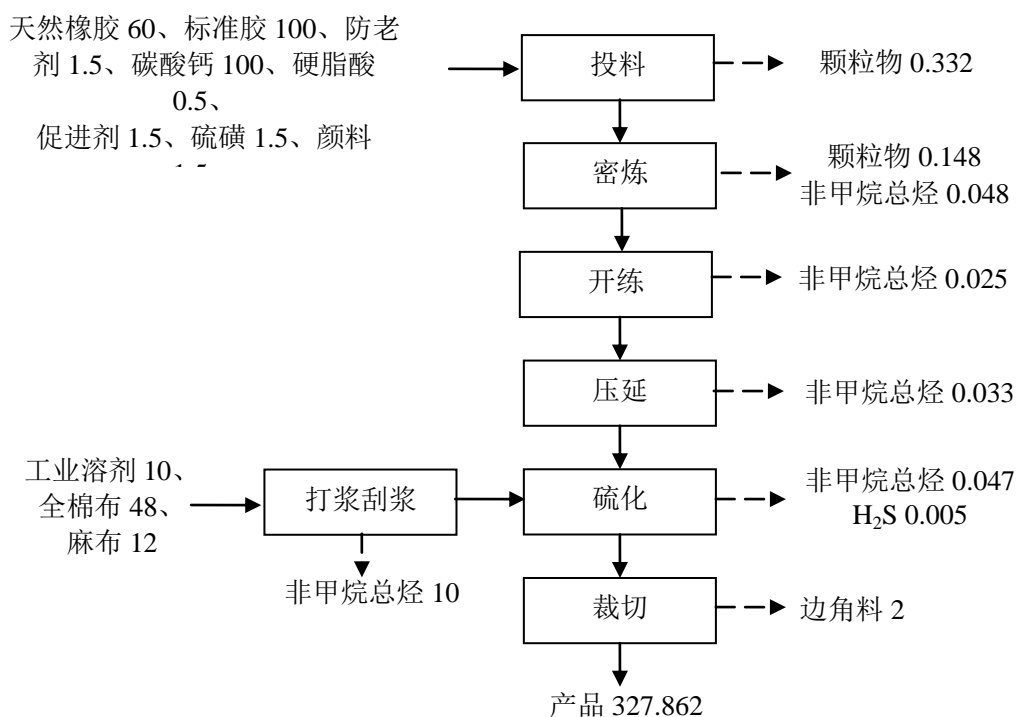 天然橡胶 60、标准胶 100、防老
剂 1.5、碳酸钙 100、硬脂酸
0.5、
促进剂 1.5、硫磺 1.5、颜料
投料
颗粒物 0.332
密炼
颗粒物 0.148
非甲烷总烃 0.048
开练
非甲烷总烃 0.025
压延
非甲烷总烃 0.033
工业溶剂 10、
全棉布 48、
麻布 12
打浆刮浆
非甲烷总烃 10
硫化
非甲烷总烃 0.047
H₂S 0.005
裁切
边角料 2
产品 327.862